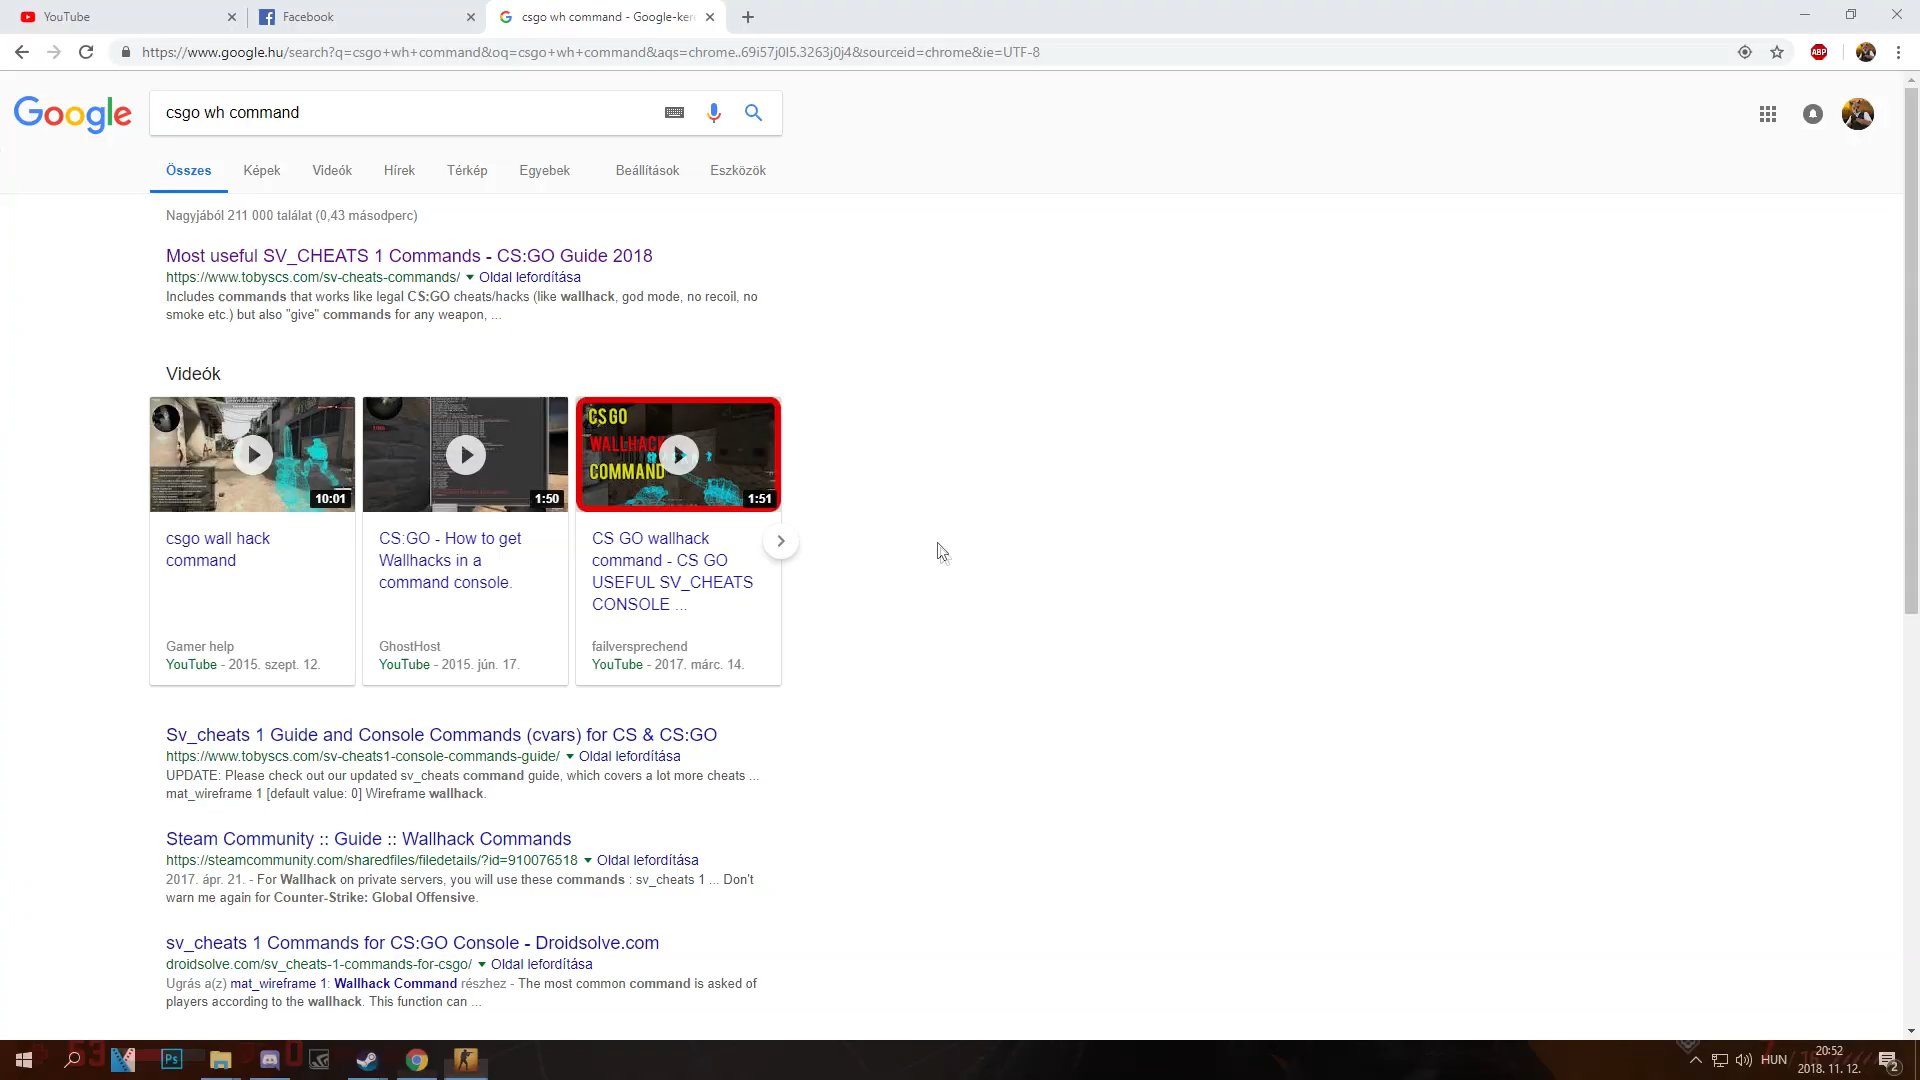 YouTube
Facebook
csgo wh command - Google-ker
https://www.google.hu/search?q=csgo+wh+command&oq=csgo+wh+command&aqs=chrome..69i57j0l5.3263j0j4&sourceid=chrome&ie=UTF-8
ABP
Google
csgo wh command
Összes Képek Videók Hírek Térkép Egyebek Beállítások Eszközök
Nagyjából 211 000 találat (0,43 másodperc)
Most useful SV_CHEATS 1 Commands - CS:GO Guide 2018
https://www.tobyscs.com/sv-cheats-commands/ Oldal lefordítása
Includes commands that works like legal CS:GO cheats/hacks (like wallhack, god mode, no recoil, no
smoke etc.) but also "give" commands for any weapon, ...
Videók
10:01
csgo wall hack
command
Gamer help
YouTube - 2015. szept. 12.
1:50
CS:GO - How to get
Wallhacks in a
command console.
GhostHost
YouTube - 2015. jún. 17.
CS GO
WALLHACK
COMMAND
1:51
CS GO wallhack
command - CS GO
USEFUL SV_CHEATS
CONSOLE ...
failversprechend
YouTube - 2017. márc. 14.
Sv_cheats 1 Guide and Console Commands (cvars) for CS & CS:GO
https://www.tobyscs.com/sv-cheats1-console-commands-guide/ Oldal lefordítása
UPDATE: Please check out our updated sv_cheats command guide, which covers a lot more cheats ...
mat_wireframe 1 [default value: 0] Wireframe wallhack.
Steam Community :: Guide :: Wallhack Commands
https://steamcommunity.com/sharedfiles/filedetails/?id=910076518 Oldal lefordítása
2017. ápr. 21. - For Wallhack on private servers, you will use these commands : sv_cheats 1 ... Don't
warn me again for Counter-Strike: Global Offensive.
sv_cheats 1 Commands for CS:GO Console - Droidsolve.com
droidsolve.com/sv_cheats-1-commands-for-csgo/ Oldal lefordítása
Ugrás a(z) mat_wireframe 1: Wallhack Command részhez - The most common command is asked of
players according to the wallhack. This function can ...
Ps
HUN
20:52
2018. 11. 12.
2